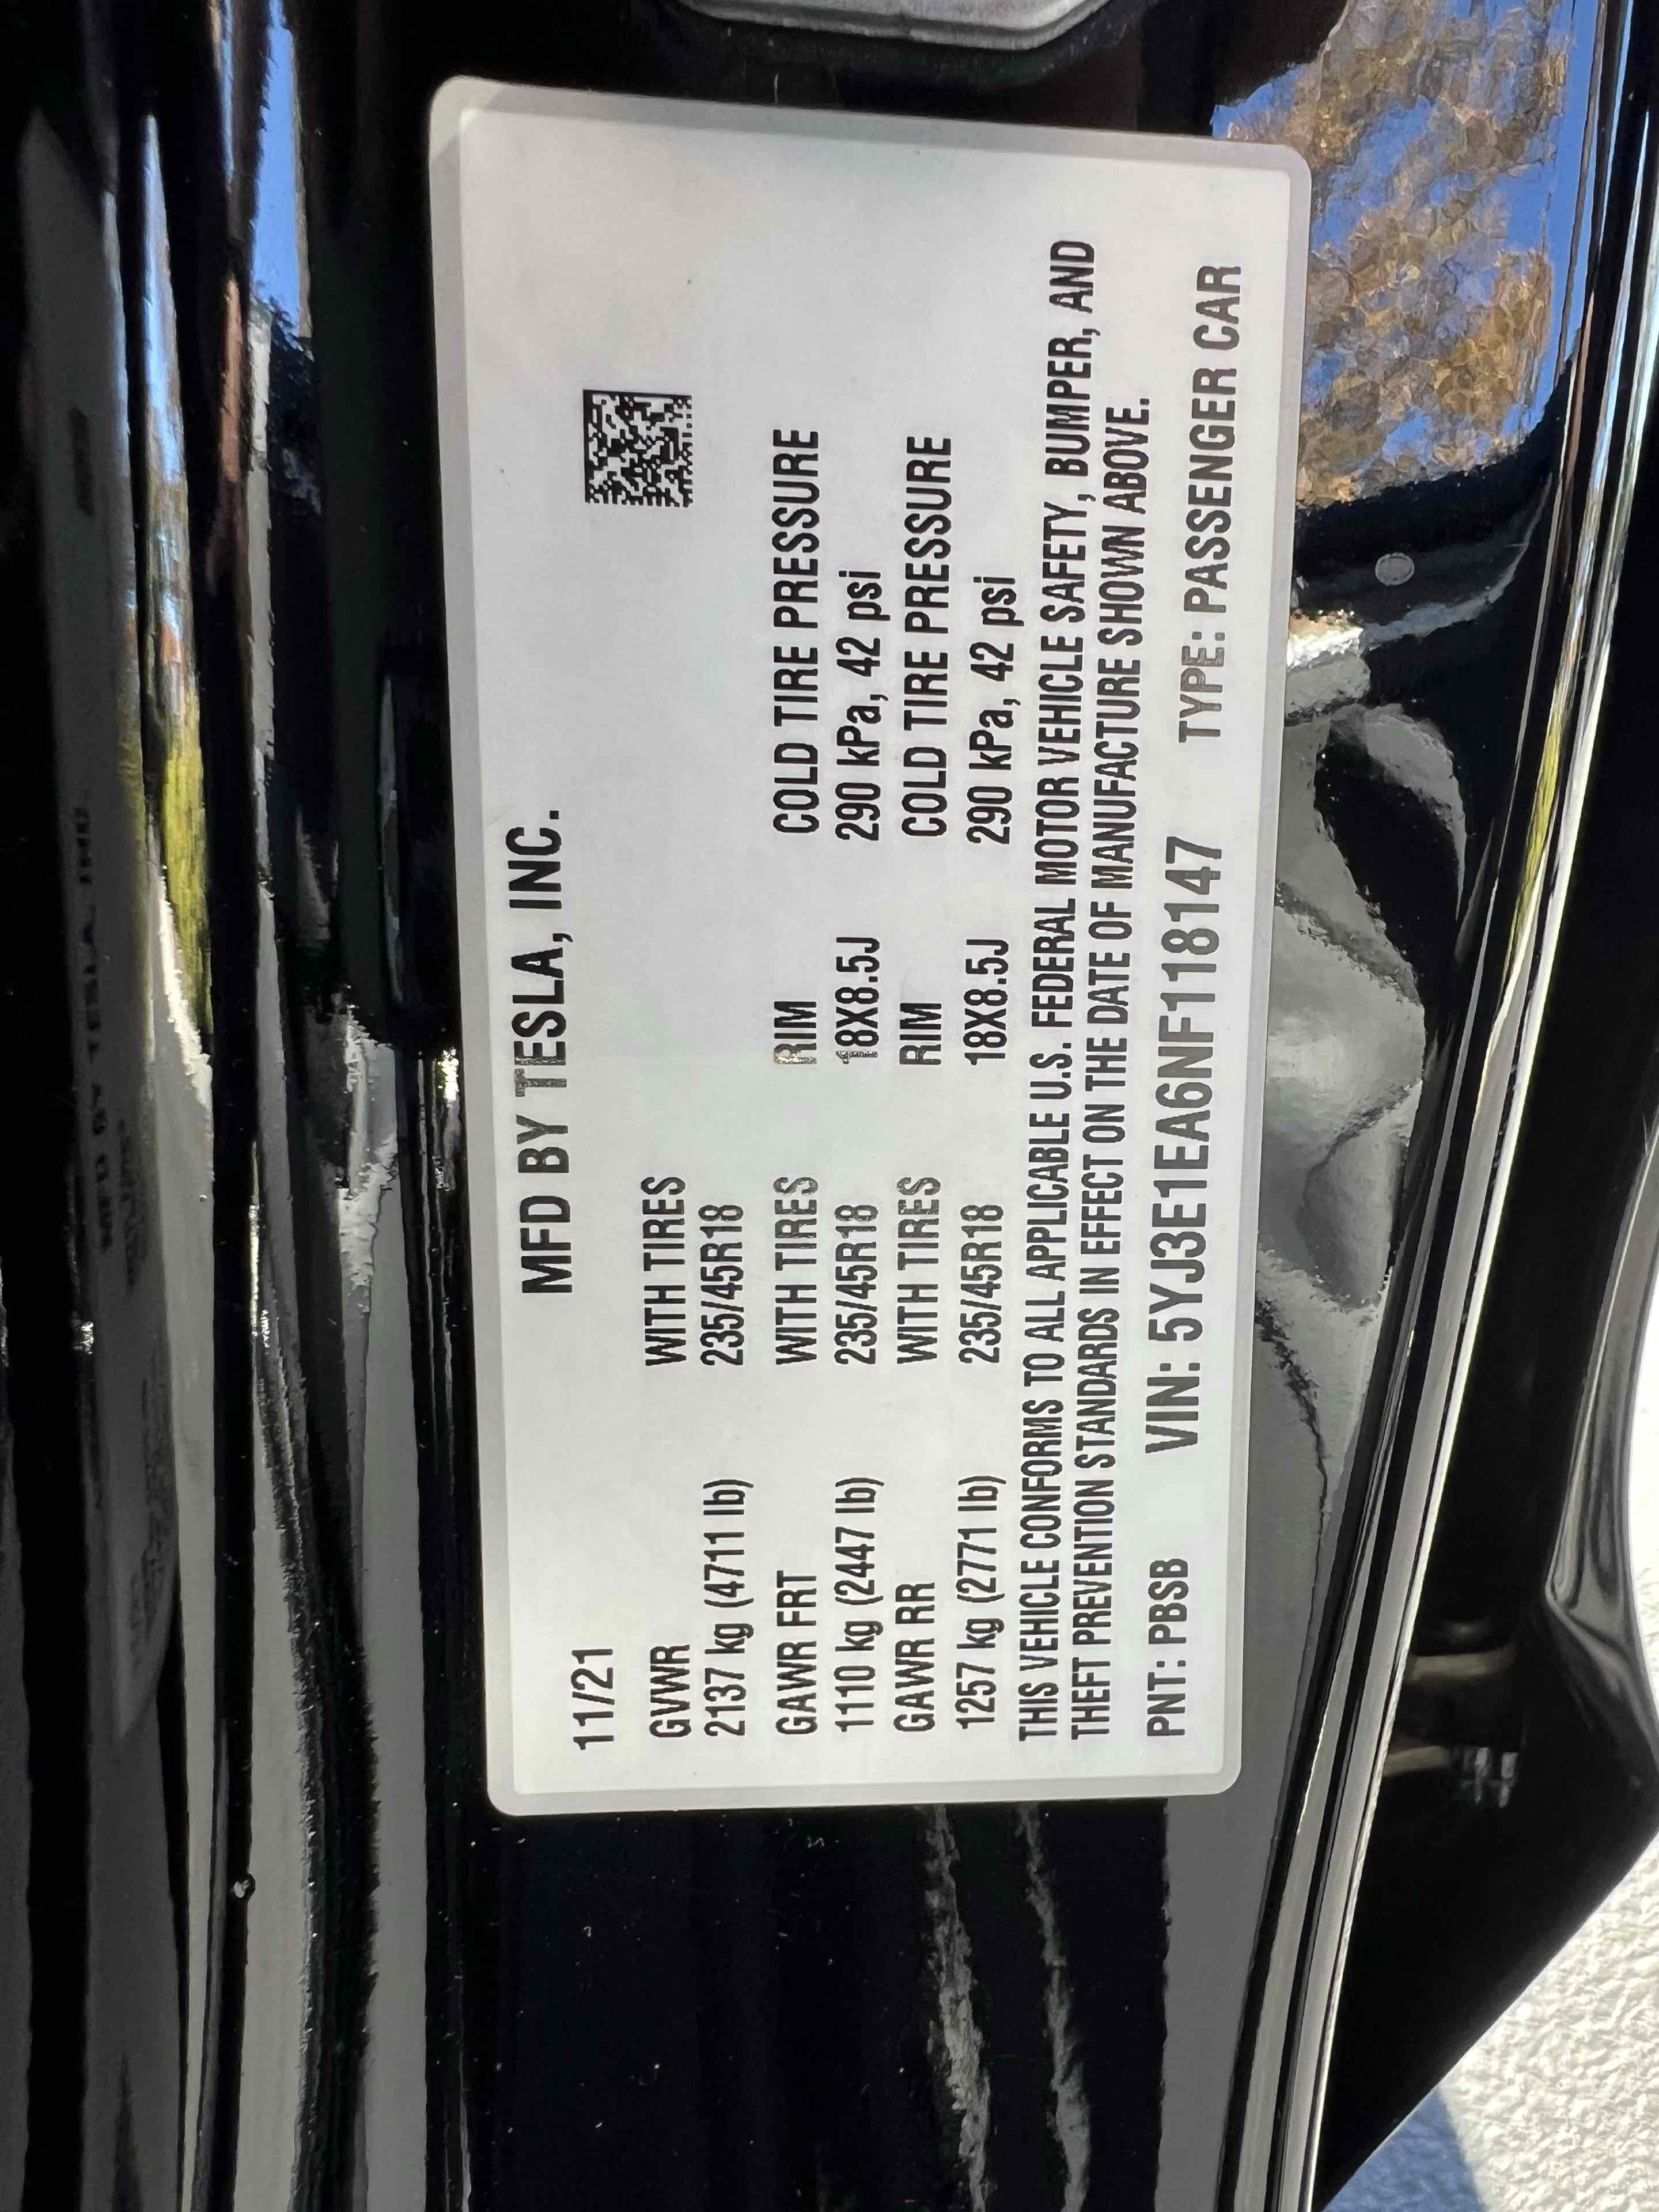 MFD BY TESLA, INC.
11/21
GVWR WITH TIRES
2137 kg (4711 lb) 235/45R18
GAWR FRT WITH TIRES RIM COLD TIRE PRESSURE
1110 kg (2447 lb) 235/45R18 18X8.5J 290 kPa, 42 psi
GAWR RR WITH TIRES RIM COLD TIRE PRESSURE
1257 kg (2771 lb) 235/45R18 18X8.5J 290 kPa, 42 psi
THIS VEHICLE CONFORMS TO ALL APPLICABLE U.S. FEDERAL MOTOR VEHICLE SAFETY, BUMPER, AND
THEFT PREVENTION STANDARDS IN EFFECT ON THE DATE OF MANUFACTURE SHOWN ABOVE.
PNT: PBSB VIN: 5YJ3E1EA6NF118147 TYPE: PASSENGER CAR